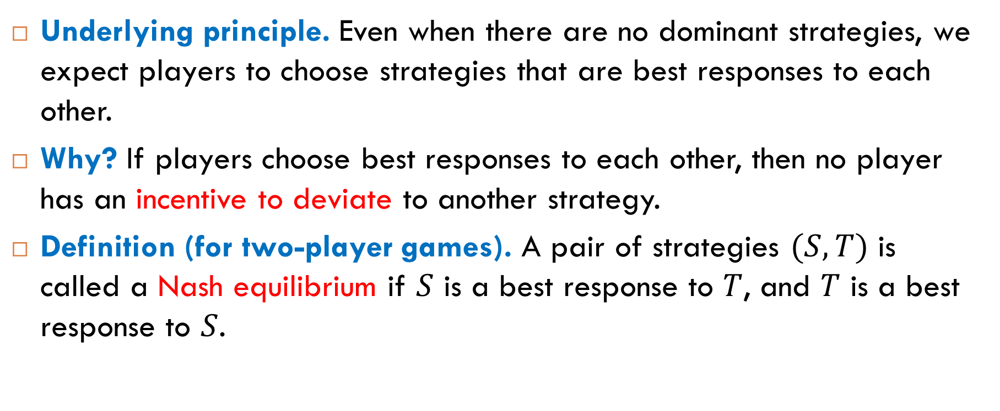 Underlying principle. Even when there are no dominant strategies, we
expect players to choose strategies that are best responses to each
other.
Why? If players choose best responses to each other, then no player
has an incentive to deviate to another strategy.
Definition (for two-player games). A pair of strategies (S, T) is
called a Nash equilibrium if S is a best response to T, and T is a best
response to S.